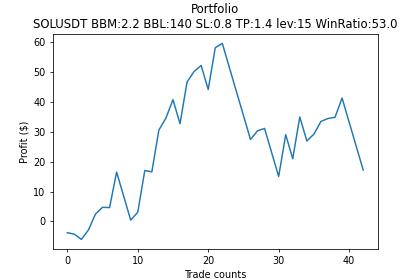 Portfolio
SOLUSDT BBM:2.2 BBL:140 SL:0.8 TP:1.4 lev:15 WinRatio:53.0
60
50
40
30
20
10
0
Profit ($)
0 10 20 30 40
Trade counts